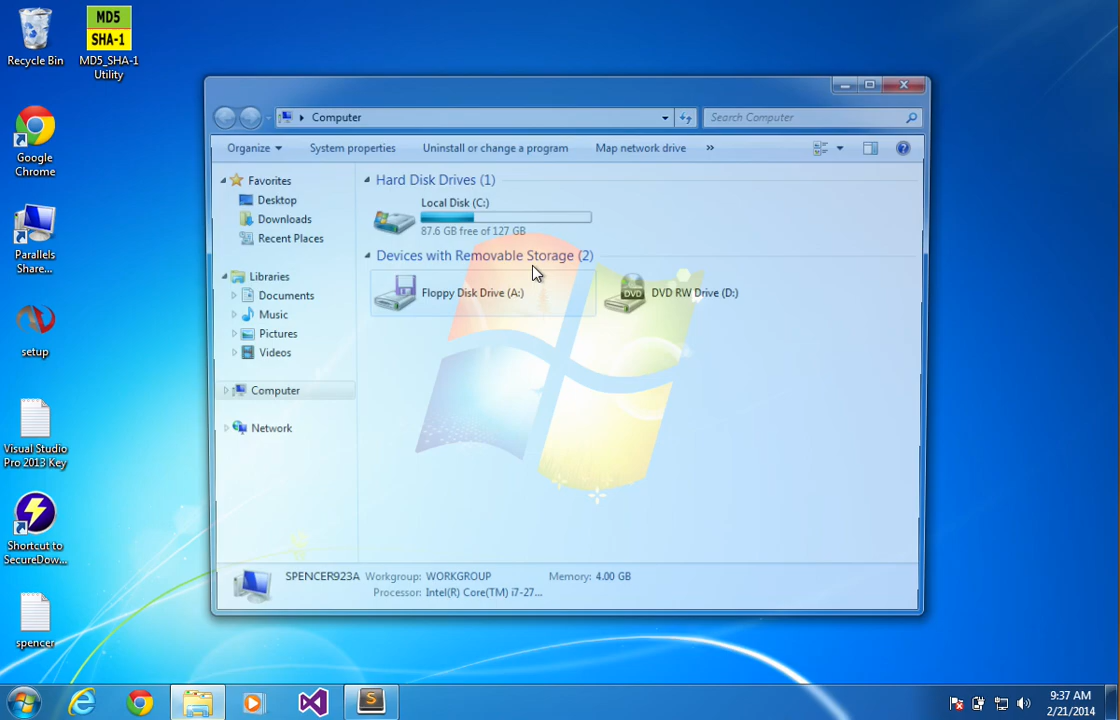 Recycle Bin
MD5
SHA-1
MD5_SHA-1
Utility
Google
Chrome
Parallels
Share...
setup
Visual Studio
Pro 2013 Key
Shortcut to
SecureDow...
spencer
Computer
Search Computer
Organize
System properties
Uninstall or change a program
Map network drive
»
Favorites
Desktop
Downloads
Recent Places
Libraries
Documents
Music
Pictures
Videos
Computer
Network
Hard Disk Drives (1)
Local Disk (C:)
87.6 GB free of 127 GB
Devices with Removable Storage (2)
Floppy Disk Drive (A:)
DVD
DVD RW Drive (D:)
SPENCER923A Workgroup: WORKGROUP Memory: 4.00 GB
Processor: Intel(R) Core(TM) i7-27...
9:37 AM
2/21/2014